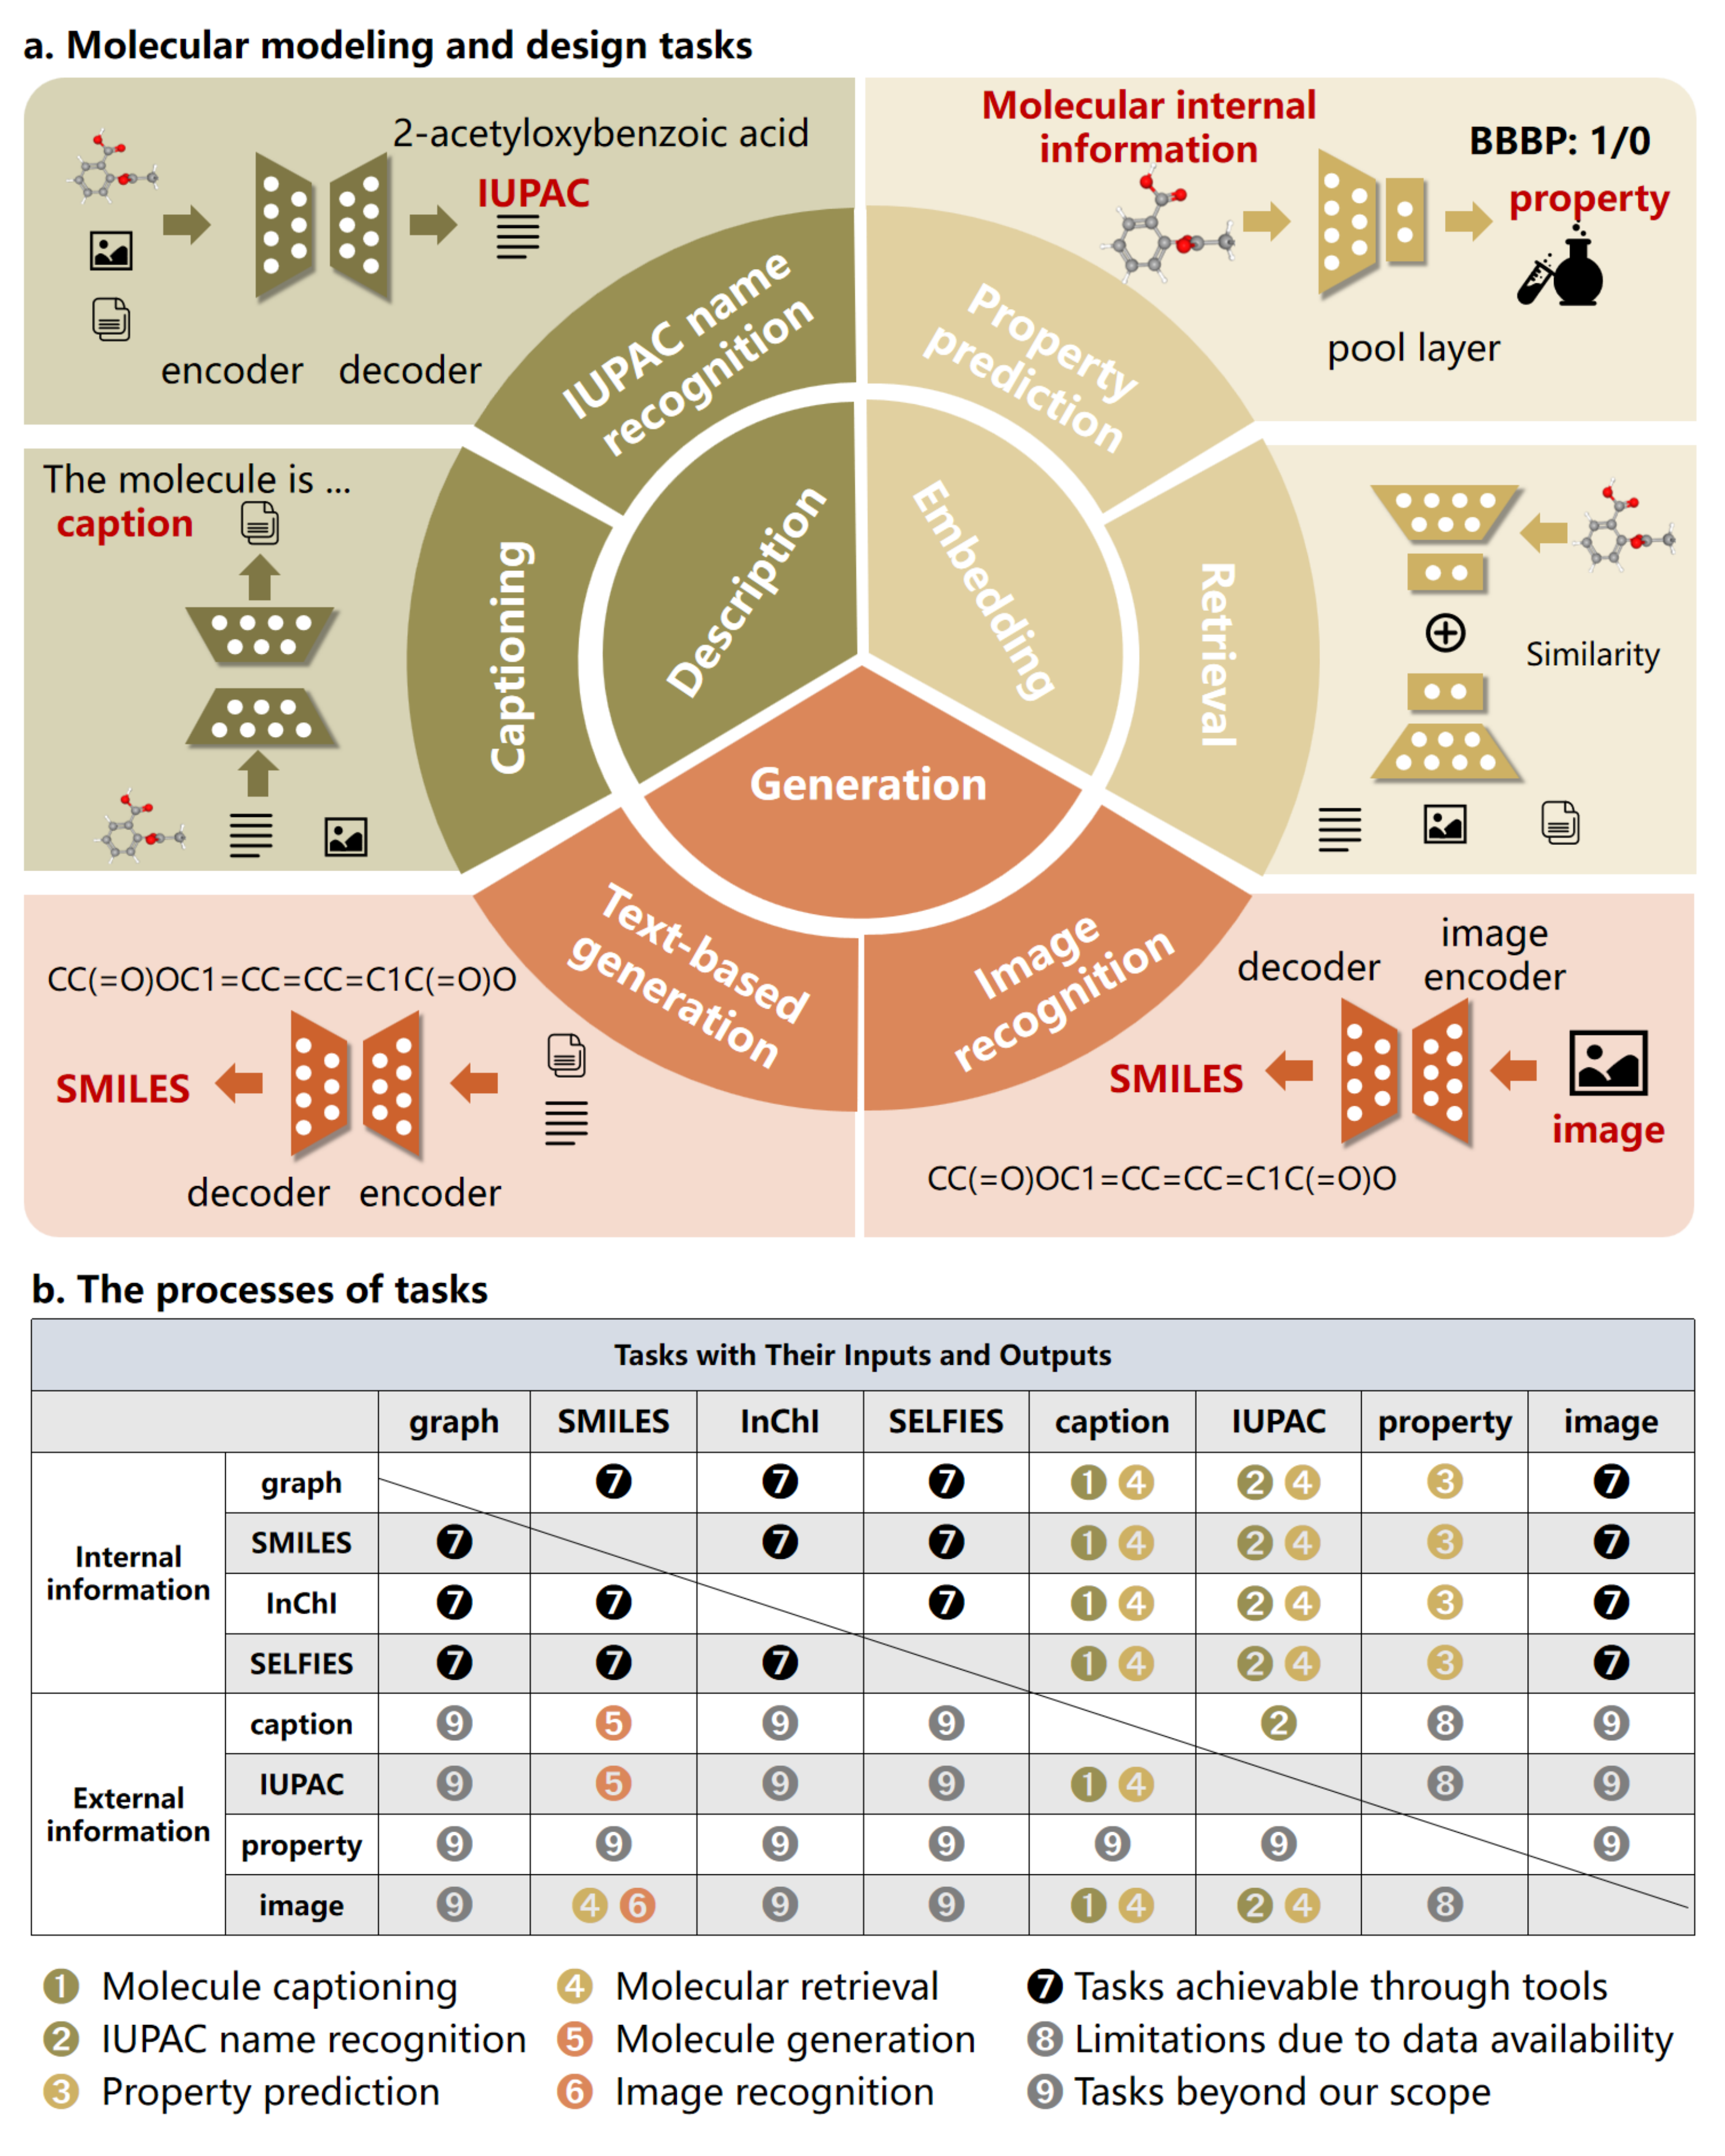 a. Molecular modeling and design tasks
2-acetyloxybenzoic acid
IUPAC
encoder decoder
Molecular internal
information
BBBP: 1/0
property
pool layer
IUPAC name
recognition
Property
prediction
The molecule is ...
caption
Captioning
Description
Embedding
Retrieval
Similarity
Generation
Text-based
generation
Image
recognition
CC(=O)OC1=CC=CC=C1C(=O)O
SMILES
decoder encoder
decoder
image
encoder
SMILES
image
CC(=O)OC1=CC=CC=C1C(=O)O
b. The processes of tasks
Tasks with Their Inputs and Outputs
graph SMILES InChI SELFIES caption IUPAC property image
Internal
information
graph 7 7 7 1 4 2 4 3 7
SMILES 7 7 7 1 4 2 4 3 7
InChI 7 7 7 1 4 2 4 3 7
SELFIES 7 7 7 1 4 2 4 3 7
External
information
caption 9 5 9 9 2 8 9
IUPAC 9 5 9 9 1 4 8 9
property 9 9 9 9 9 9 9
image 9 4 6 9 9 1 4 2 4 8
1 Molecule captioning
2 IUPAC name recognition
3 Property prediction
4 Molecular retrieval
5 Molecule generation
6 Image recognition
7 Tasks achievable through tools
8 Limitations due to data availability
9 Tasks beyond our scope